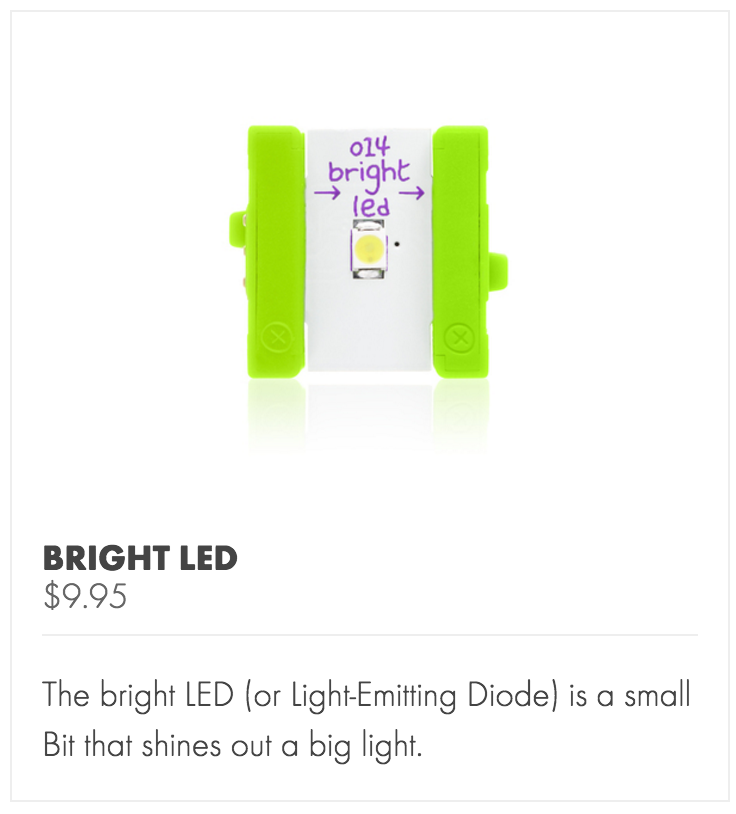 o14
bright
→ →
led
BRIGHT LED
$9.95
The bright LED (or Light-Emitting Diode) is a small
Bit that shines out a big light.